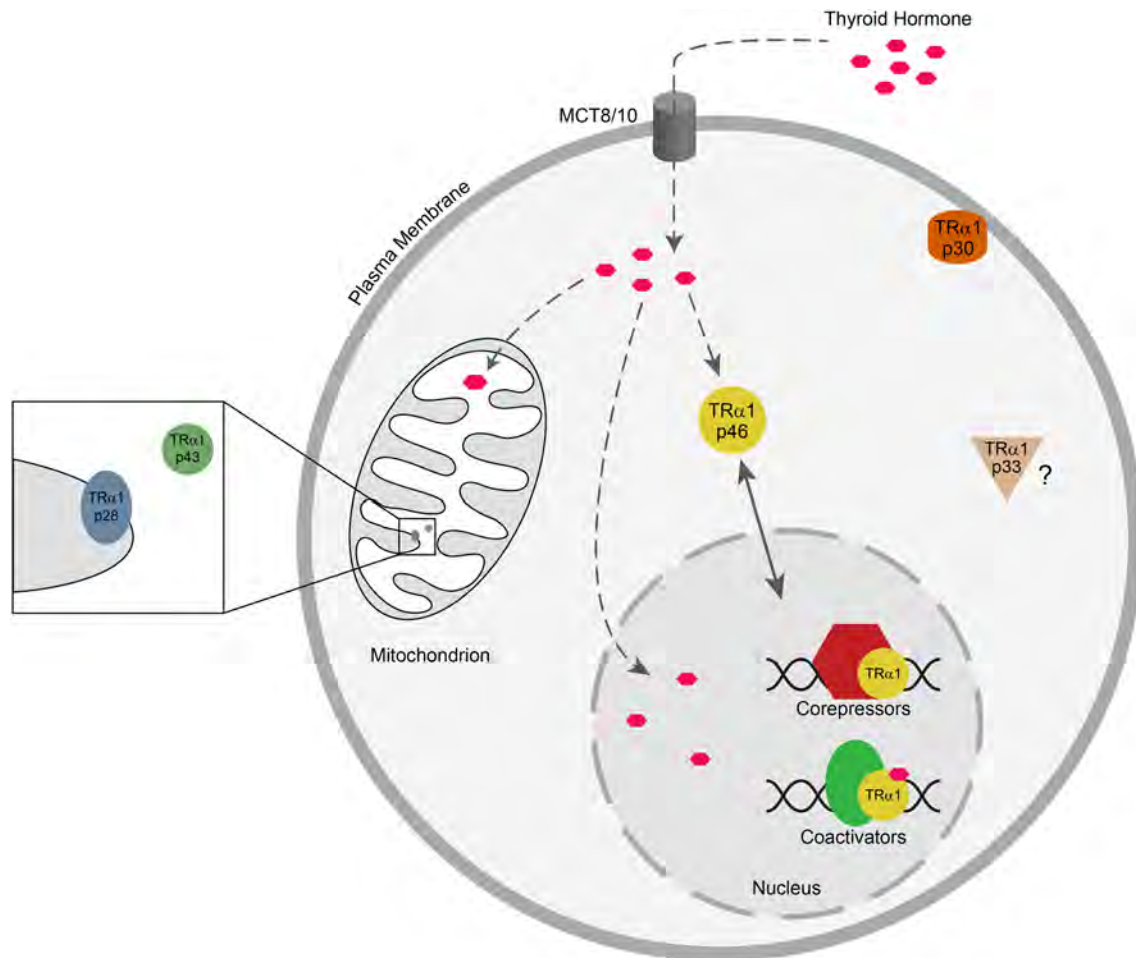 Thyroid Hormone
MCT8/10
Plasma Membrane
TRα1
p30
TRα1
p46
TRα1
p43
TRα1
p28
TRα1
p33
?
Mitochondrion
TRα1
Corepressors
TRα1
Coactivators
Nucleus